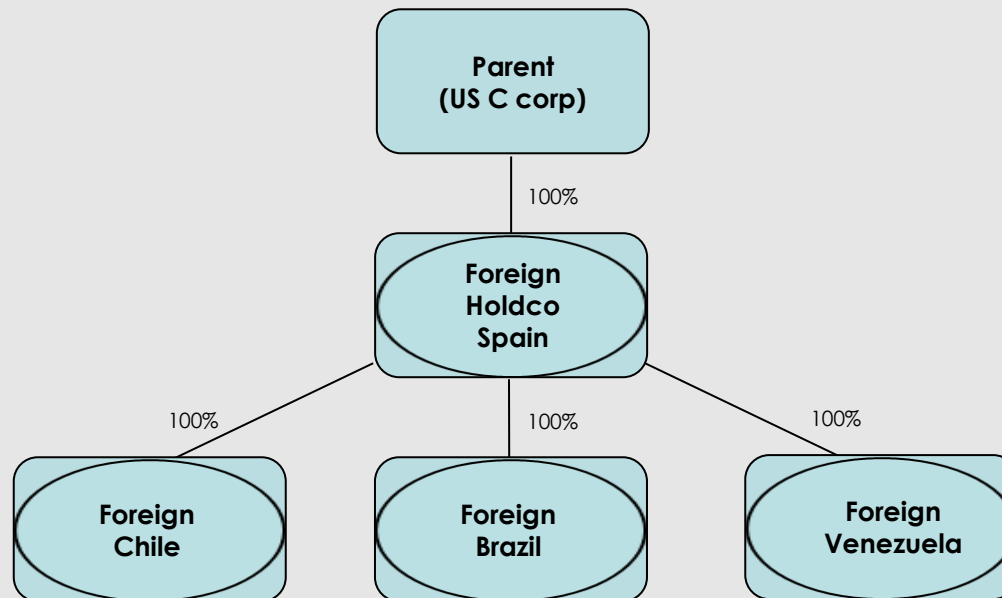 Parent
(US C corp)
100%
Foreign
Holdco
Spain
100%
100%
100%
Foreign
Chile
Foreign
Brazil
Foreign
Venezuela